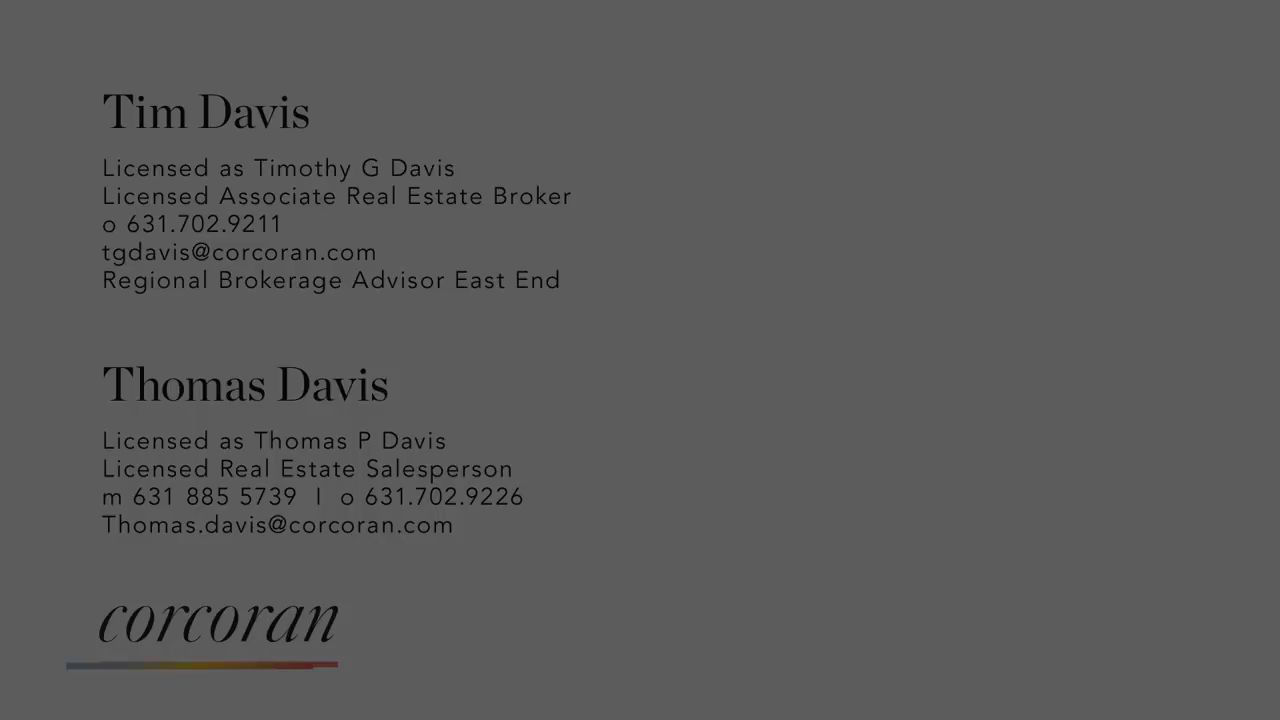 Tim Davis
Licensed as Timothy G Davis
Licensed Associate Real Estate Broker
o 631.702.9211
tgdavis@corcoran.com
Regional Brokerage Advisor East End
Thomas Davis
Licensed as Thomas P Davis
Licensed Real Estate Salesperson
m 631 885 5739 | o 631.702.9226
Thomas.davis@corcoran.com
corcoran